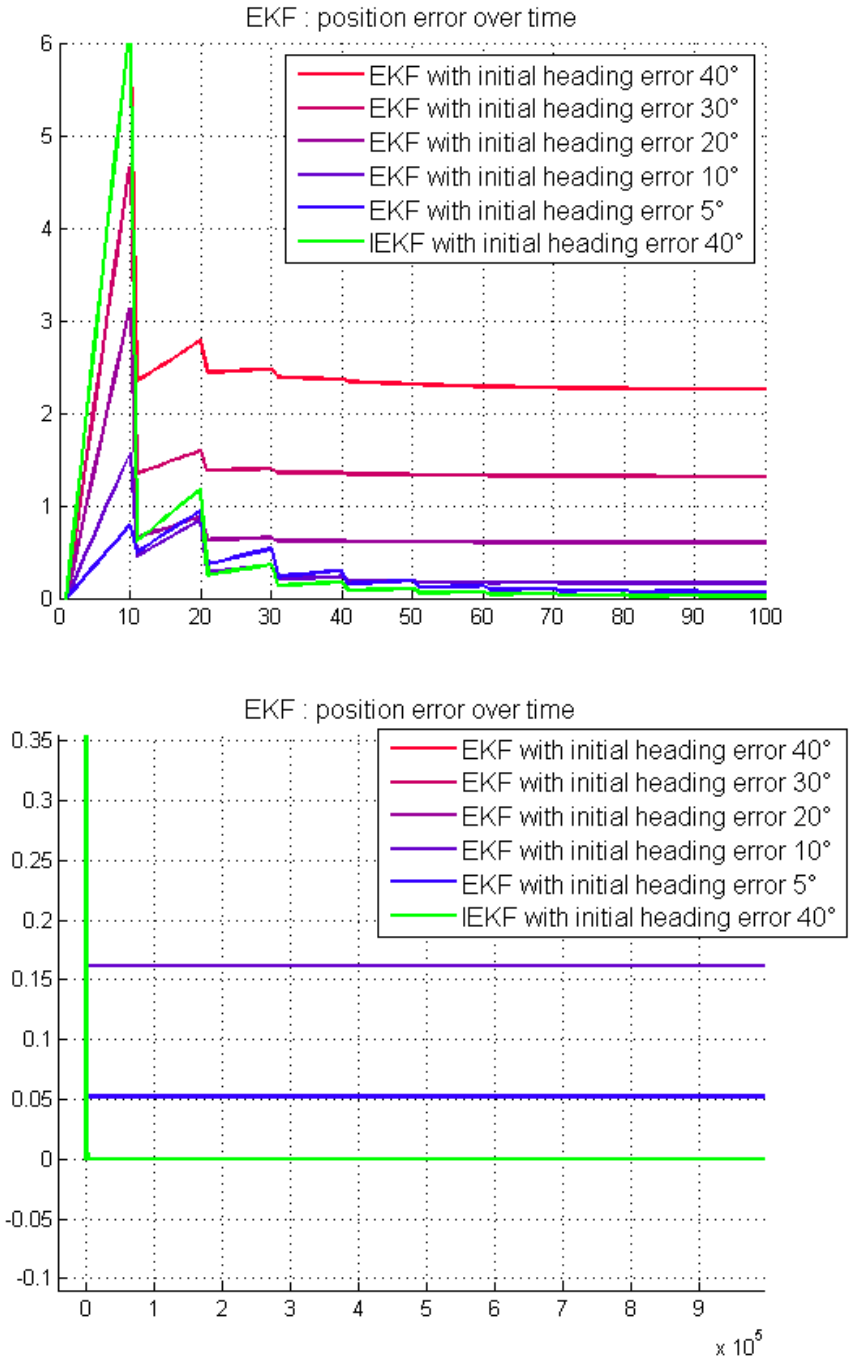 EKF : position error over time
6
5
4
3
2
1
0
EKF with initial heading error 40°
EKF with initial heading error 30°
EKF with initial heading error 20°
EKF with initial heading error 10°
EKF with initial heading error 5°
IEKF with initial heading error 40°
0 10 20 30 40 50 60 70 80 90 100
EKF : position error over time
0.35
0.3
0.25
0.2
0.15
0.1
0.05
0
-0.05
-0.1
EKF with initial heading error 40°
EKF with initial heading error 30°
EKF with initial heading error 20°
EKF with initial heading error 10°
EKF with initial heading error 5°
IEKF with initial heading error 40°
0 1 2 3 4 5 6 7 8 9
x 10⁵